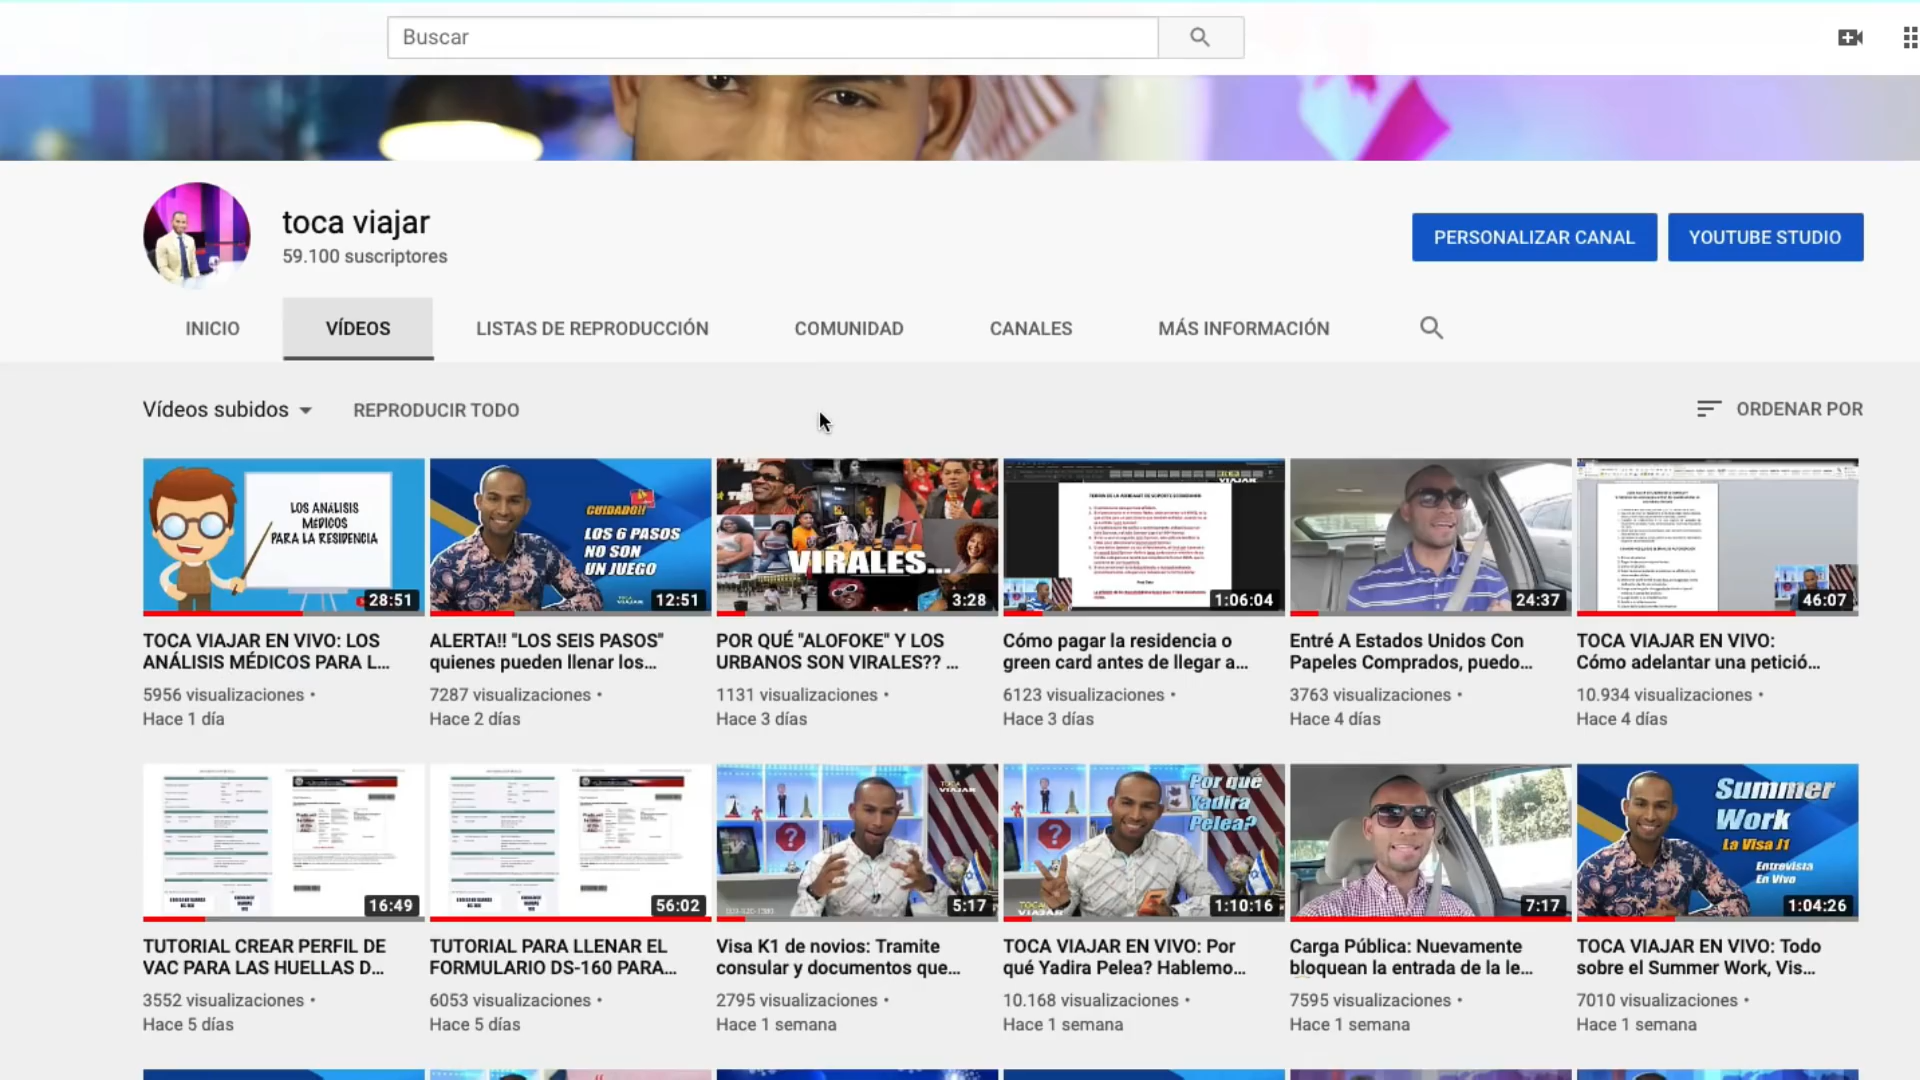 Buscar
toca viajar
59.100 suscriptores
PERSONALIZAR CANAL
YOUTUBE STUDIO
INICIO
VÍDEOS
LISTAS DE REPRODUCCIÓN
COMUNIDAD
CANALES
MÁS INFORMACIÓN
Vídeos subidos
REPRODUCIR TODO
ORDENAR POR
LOS ANÁLISIS
MÉDICOS
PARA LA RESIDENCIA
28:51
CUIDADO!!
LOS 6 PASOS
NO SON
UN JUEGO
TOCA
VIAJAR
12:51
VIRALES...
3:28
VIAJAR
1:06:04
24:37
46:07
TOCA VIAJAR EN VIVO: LOS
ANÁLISIS MÉDICOS PARA L...
5956 visualizaciones •
Hace 1 día
ALERTA!! "LOS SEIS PASOS"
quienes pueden llenar los...
7287 visualizaciones •
Hace 2 días
POR QUÉ "ALOFOKE" Y LOS
URBANOS SON VIRALES?? ...
1131 visualizaciones •
Hace 3 días
Cómo pagar la residencia o
green card antes de llegar a...
6123 visualizaciones •
Hace 3 días
Entré A Estados Unidos Con
Papeles Comprados, puedo...
3763 visualizaciones •
Hace 4 días
TOCA VIAJAR EN VIVO:
Cómo adelantar una petició...
10.934 visualizaciones •
Hace 4 días
16:49
56:02
TOCA
VIAJAR
5:17
Por qué
Yadira
Pelea?
TOCA
VIAJAR
1:10:16
7:17
Summer
Work
La Visa J1
Entrevista
En Vivo
1:04:26
TUTORIAL CREAR PERFIL DE
VAC PARA LAS HUELLAS D...
3552 visualizaciones •
Hace 5 días
TUTORIAL PARA LLENAR EL
FORMULARIO DS-160 PARA...
6053 visualizaciones •
Hace 5 días
Visa K1 de novios: Tramite
consular y documentos que...
2795 visualizaciones •
Hace 1 semana
TOCA VIAJAR EN VIVO: Por
qué Yadira Pelea? Hablemo...
10.168 visualizaciones •
Hace 1 semana
Carga Pública: Nuevamente
bloquean la entrada de la le...
7595 visualizaciones •
Hace 1 semana
TOCA VIAJAR EN VIVO: Todo
sobre el Summer Work, Vis...
7010 visualizaciones •
Hace 1 semana